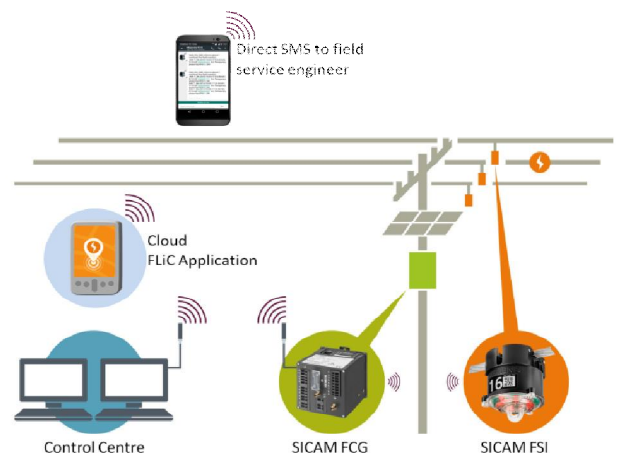 Direct SMS to field
service engineer
Cloud
FLiC Application
16
Control Centre
SICAM FCG
SICAM FSI